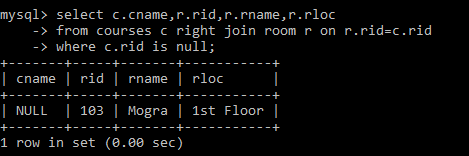 mysql> select c.cname,r.rid,r.rname,r.rloc
    -> from courses c right join room r on r.rid=c.rid
    -> where c.rid is null;
+-------+-----+-------+-----------+
| cname | rid | rname | rloc      |
+-------+-----+-------+-----------+
| NULL  | 103 | Mogra | 1st Floor |
+-------+-----+-------+-----------+
1 row in set (0.00 sec)